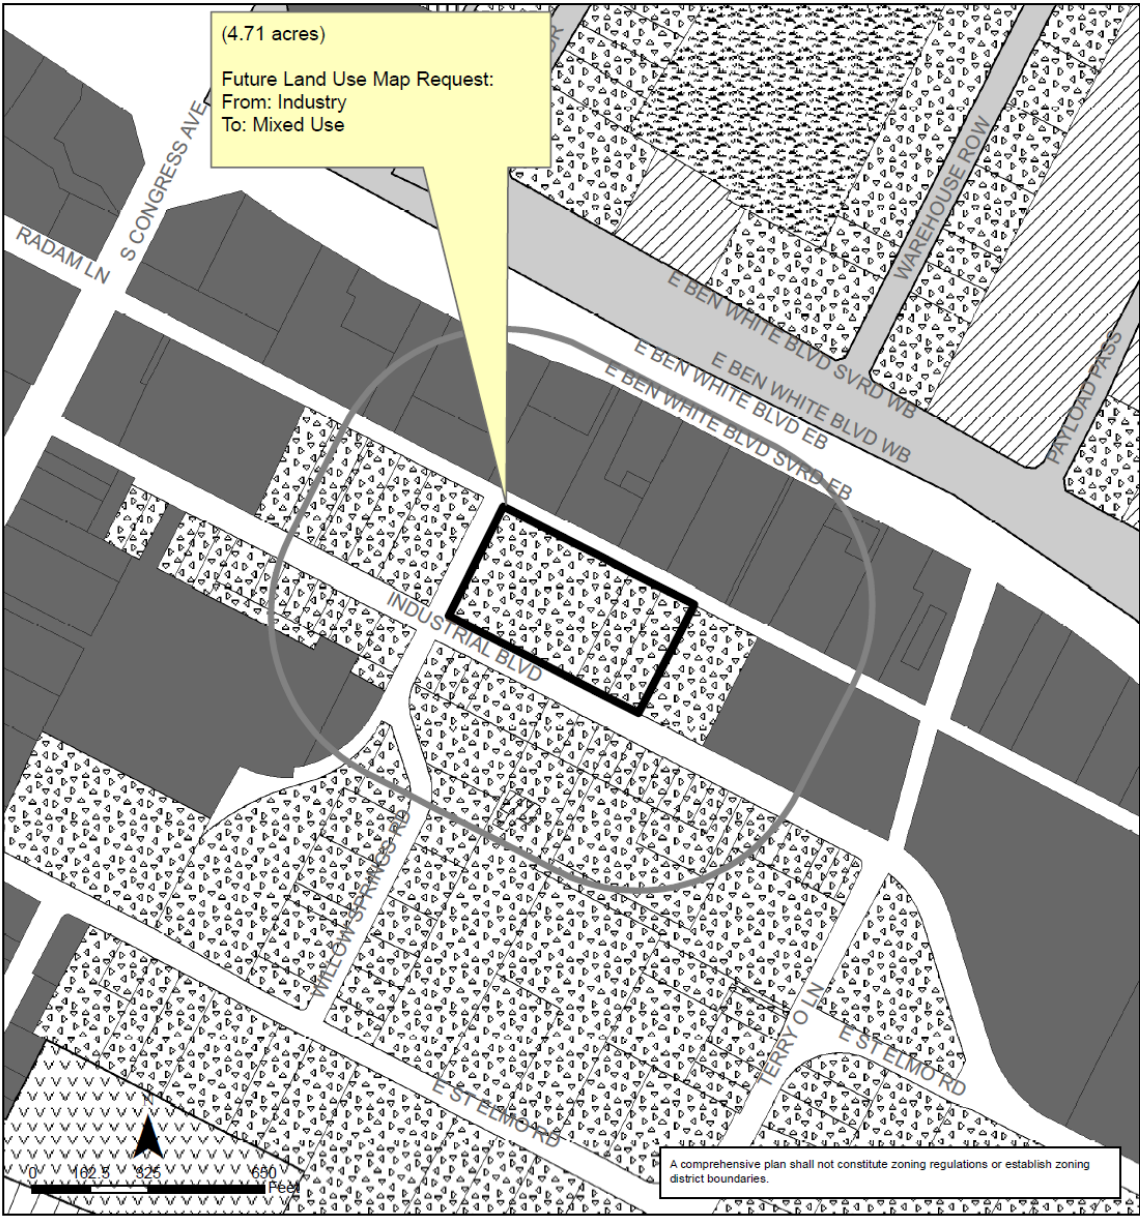 (4.71 acres)
Future Land Use Map Request:
From: Industry
To: Mixed Use
DR
S CONGRESS AVE
RADAM LN
WAREHOUSE ROW
E BEN WHITE BLVD SVRD WB
E BEN WHITE BLVD WB
E BEN WHITE BLVD EB
E BEN WHITE BLVD SVRD EB
PAYLOAD PASS
INDUSTRIAL BLVD
WILLOW SPRINGS RD
TERRY O LN
E ST ELMO RD
E ST ELMO RD
0 162.5 325 650
Feet
A comprehensive plan shall not constitute zoning regulations or establish zoning
district boundaries.